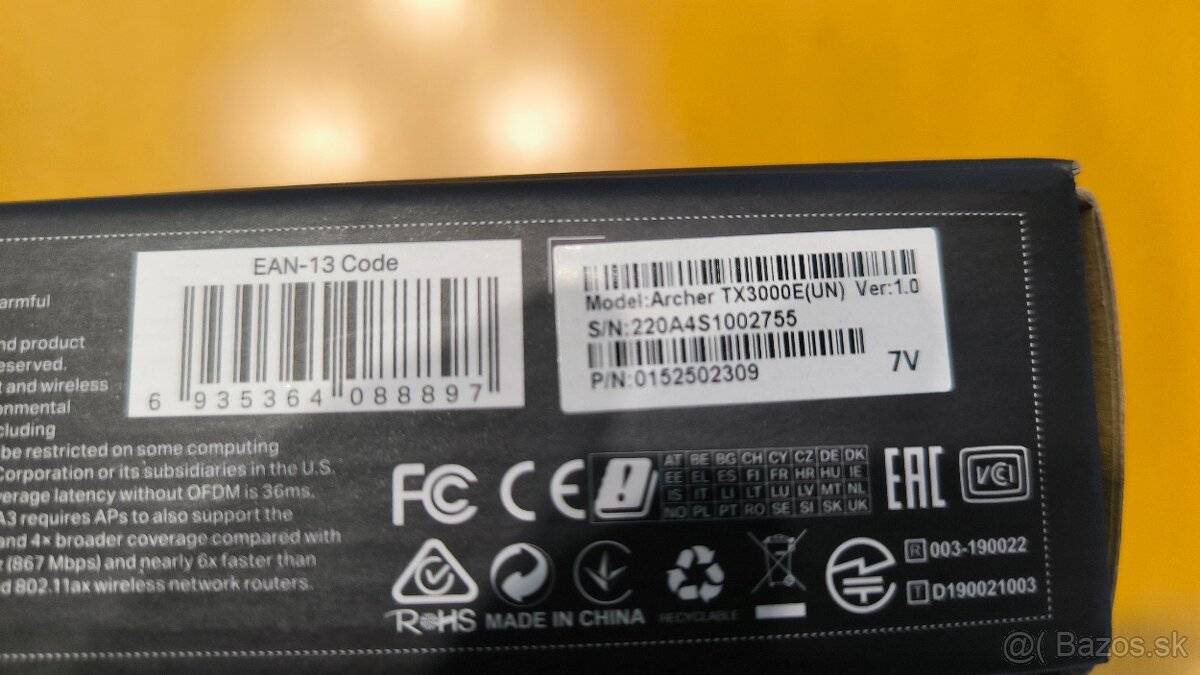 armful
nd product
eserved.
t and wireless
onmental
cluding
be restricted on some computing
Corporation or its subsidiaries in the U.S.
verage latency without OFDM is 36ms.
A3 requires APs to also support the
and 4× broader coverage compared with
(867 Mbps) and nearly 6x faster than
d 802.11ax wireless network routers.
EAN-13 Code
6 935364 088897
Model:Archer TX3000E(UN) Ver:1.0
S/N:220A4S1002755
P/N:0152502309
7V
FC CE
AT BE BG CH CY CZ DE DK
EE EL ES FI FR HR HU IE
IS IT LI LT LU LV MT NL
NO PL PT RO SE SI SK UK
EAC
VCCI
RoHS
MADE IN CHINA
RECYCLABLE
R 003-190022
T D190021003
@( Bazos.sk